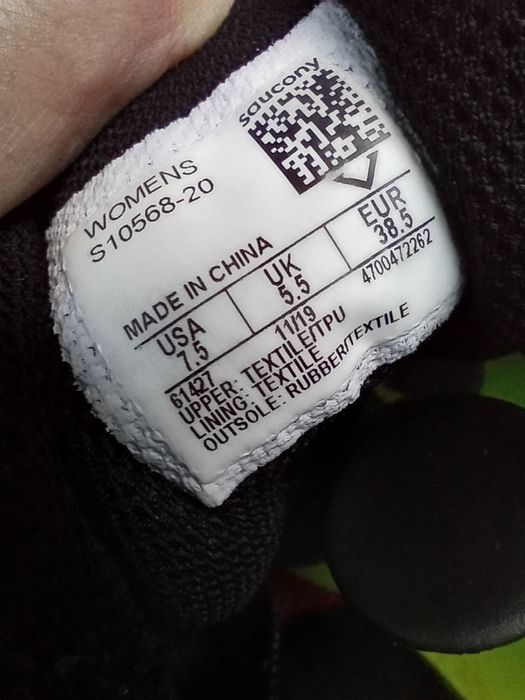 saucony
WOMENS
S10568-20
MADE IN CHINA
USA UK EUR
7.5 5.5 38.5
61427 11/19 4700472262
UPPER: TEXTILE/TPU
LINING: TEXTILE
OUTSOLE: RUBBER/TEXTILE